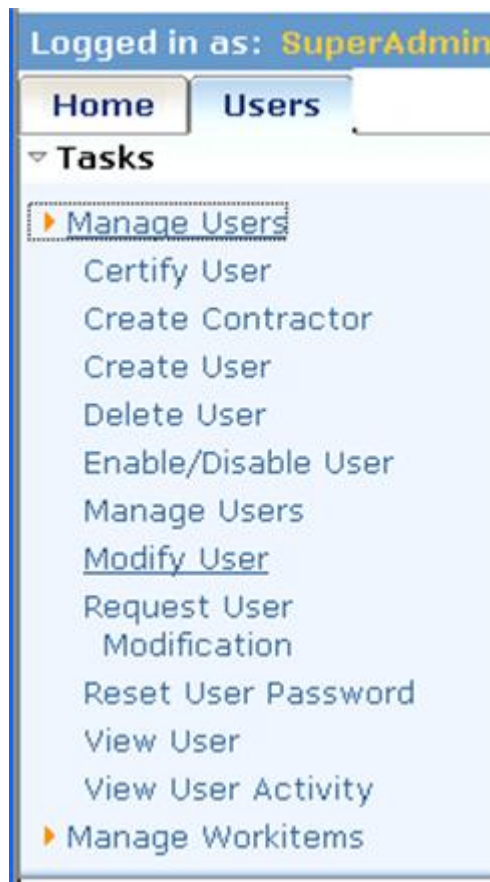 Logged in as: SuperAdmin
Home Users
Tasks
Manage Users
Certify User
Create Contractor
Create User
Delete User
Enable/Disable User
Manage Users
Modify User
Request User
Modification
Reset User Password
View User
View User Activity
Manage Workitems